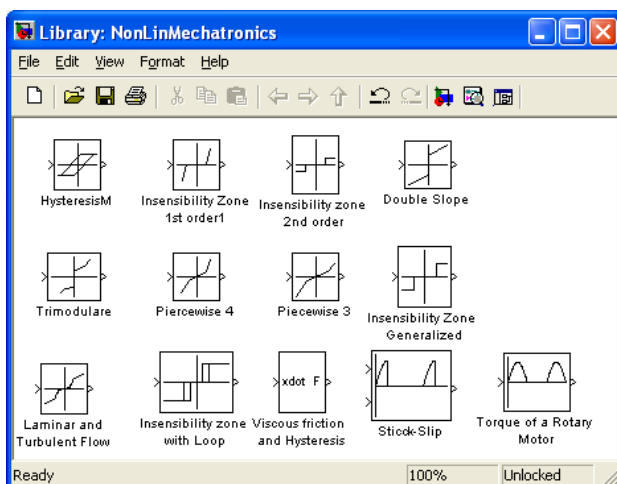 Library: NonLinMechatronics
File Edit View Format Help
HysteresisM
Insensibility Zone
1st order1
Insensibility zone
2nd order
Double Slope
Trimodulare
Piercewise 4
Piecewise 3
Insensibility Zone
Generalized
Laminar and
Turbulent Flow
Insensibility zone
with Loop
xdot F
Viscous friction
and Hysteresis
Sticck-Slip
Torque of a Rotary
Motor
Ready 100% Unlocked